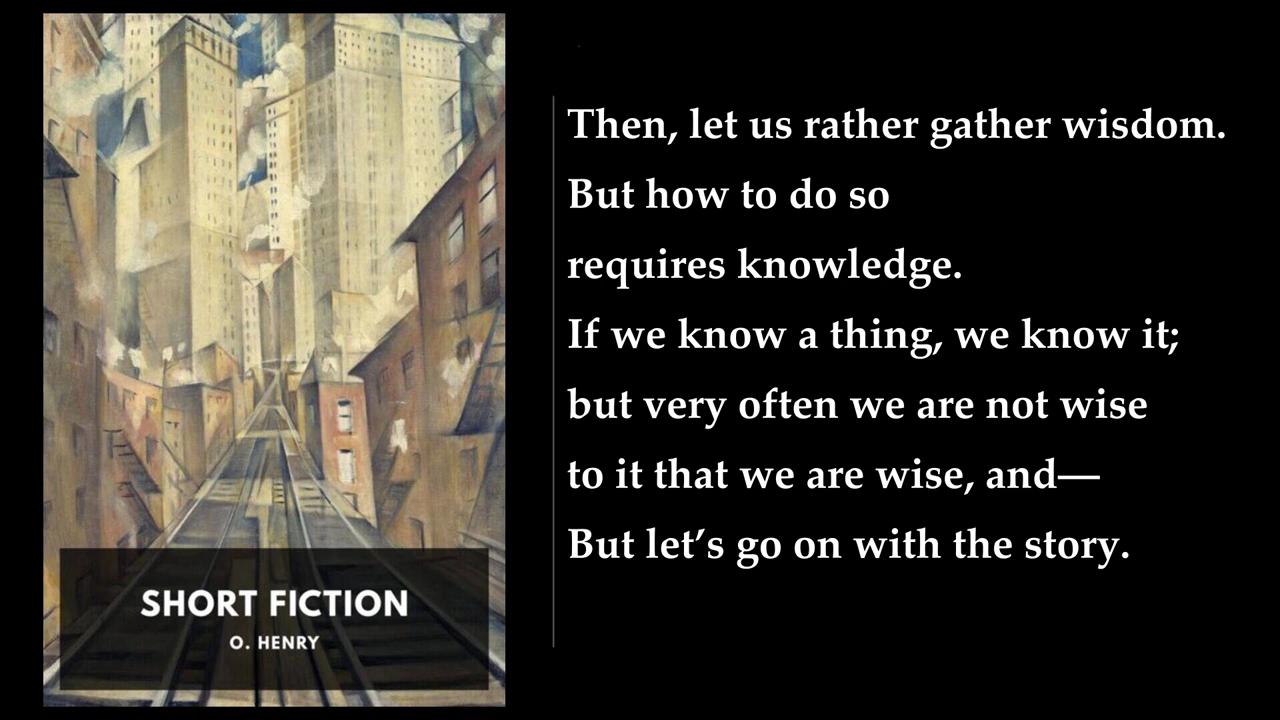 Then, let us rather gather wisdom.
But how to do so
requires knowledge.
If we know a thing, we know it;
but very often we are not wise
to it that we are wise, and—
But let’s go on with the story.
SHORT FICTION
O. HENRY